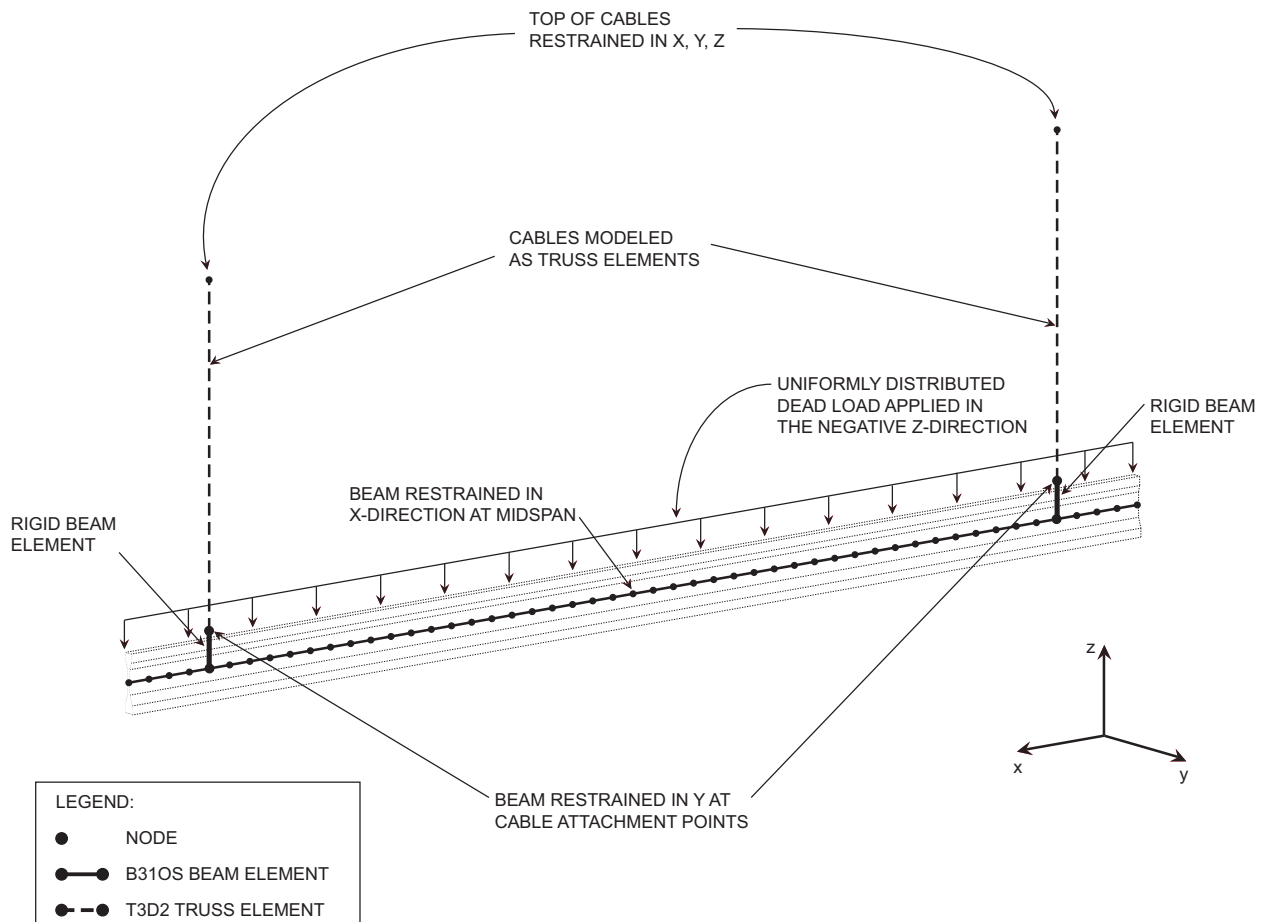 TOP OF CABLES
RESTRAINED IN X, Y, Z
CABLES MODELED
AS TRUSS ELEMENTS
UNIFORMLY DISTRIBUTED
DEAD LOAD APPLIED IN
THE NEGATIVE Z-DIRECTION
RIGID BEAM
ELEMENT
BEAM RESTRAINED IN
X-DIRECTION AT MIDSPAN
RIGID BEAM
ELEMENT
z
x
y
BEAM RESTRAINED IN Y AT
CABLE ATTACHMENT POINTS
LEGEND:
NODE
B31OS BEAM ELEMENT
T3D2 TRUSS ELEMENT